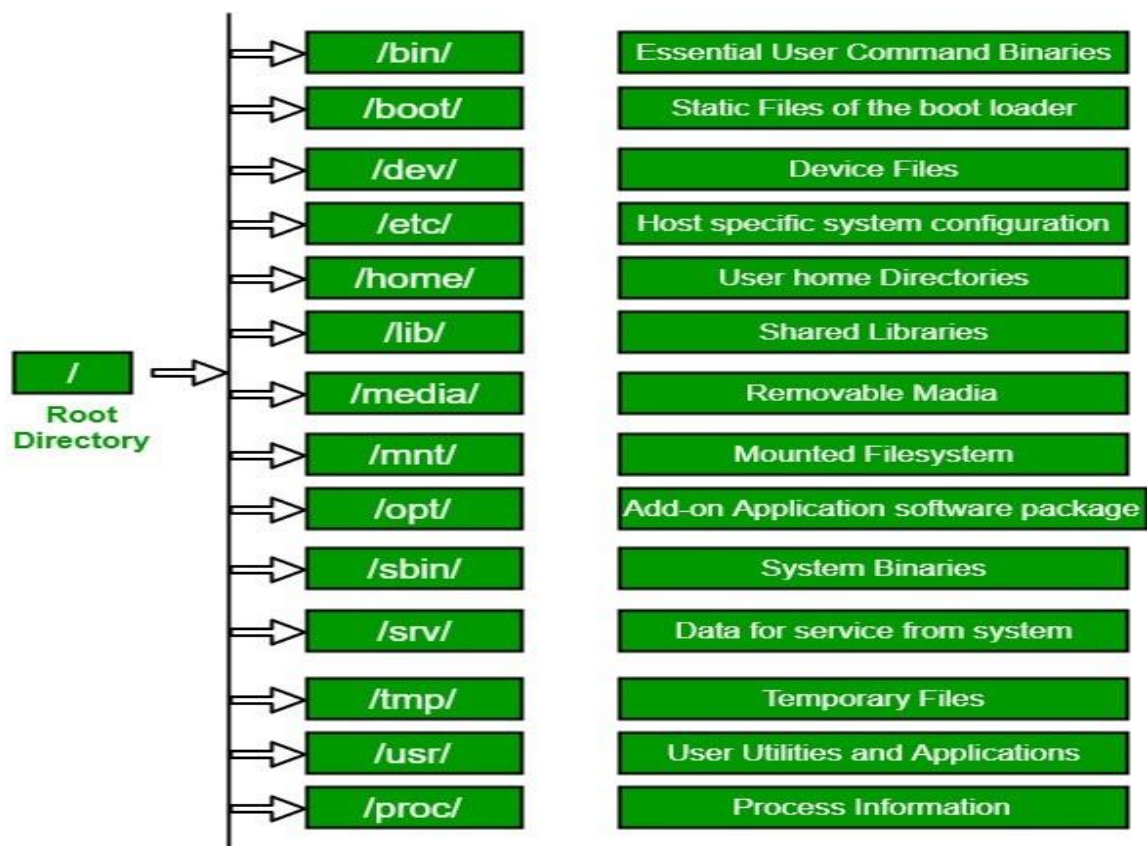 /bin/ Essential User Command Binaries
/boot/ Static Files of the boot loader
/dev/ Device Files
/etc/ Host specific system configuration
/home/ User home Directories
/lib/ Shared Libraries
/
Root
Directory
/media/ Removable Madia
/mnt/ Mounted Filesystem
/opt/ Add-on Application software package
/sbin/ System Binaries
/srv/ Data for service from system
/tmp/ Temporary Files
/usr/ User Utilities and Applications
/proc/ Process Information